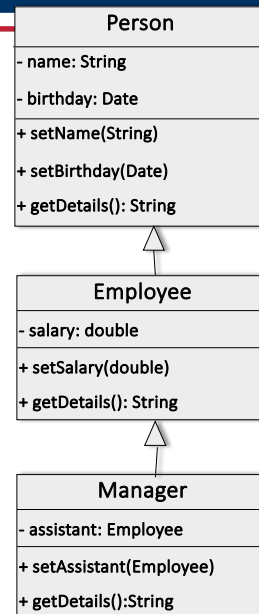 Person
- name: String
- birthday: Date
+ setName(String)
+ setBirthday(Date)
+ getDetails(): String
Employee
- salary: double
+ setSalary(double)
+ getDetails(): String
Manager
- assistant: Employee
+ setAssistant(Employee)
+ getDetails():String